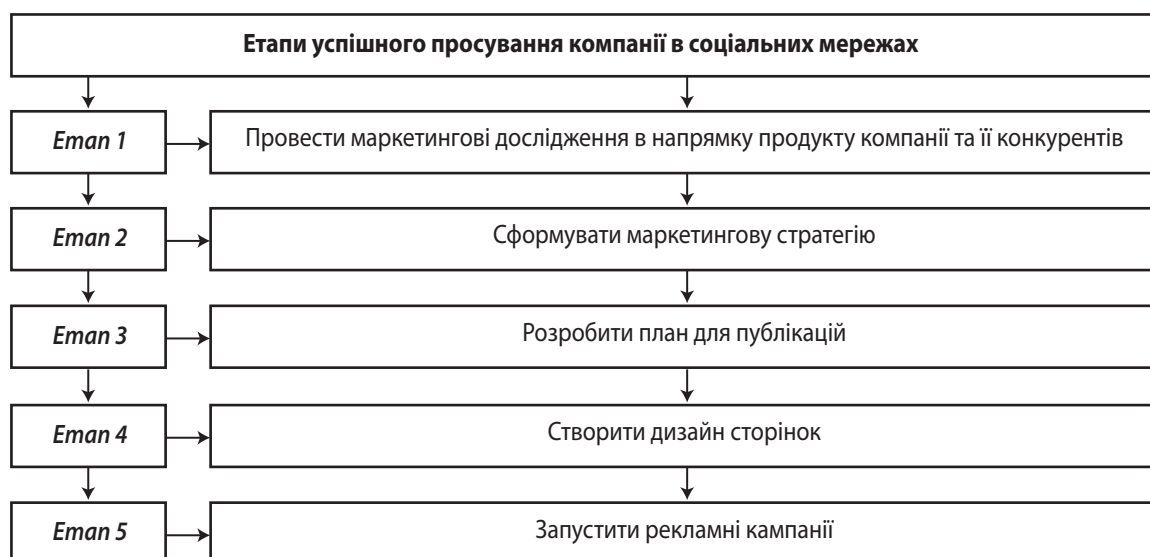 Етапи успішного просування компанії в соціальних мережах
Етап 1
Провести маркетингові дослідження в напрямку продукту компанії та її конкурентів
Етап 2
Сформувати маркетингову стратегію
Етап 3
Розробити план для публікацій
Етап 4
Створити дизайн сторінок
Етап 5
Запустити рекламні кампанії